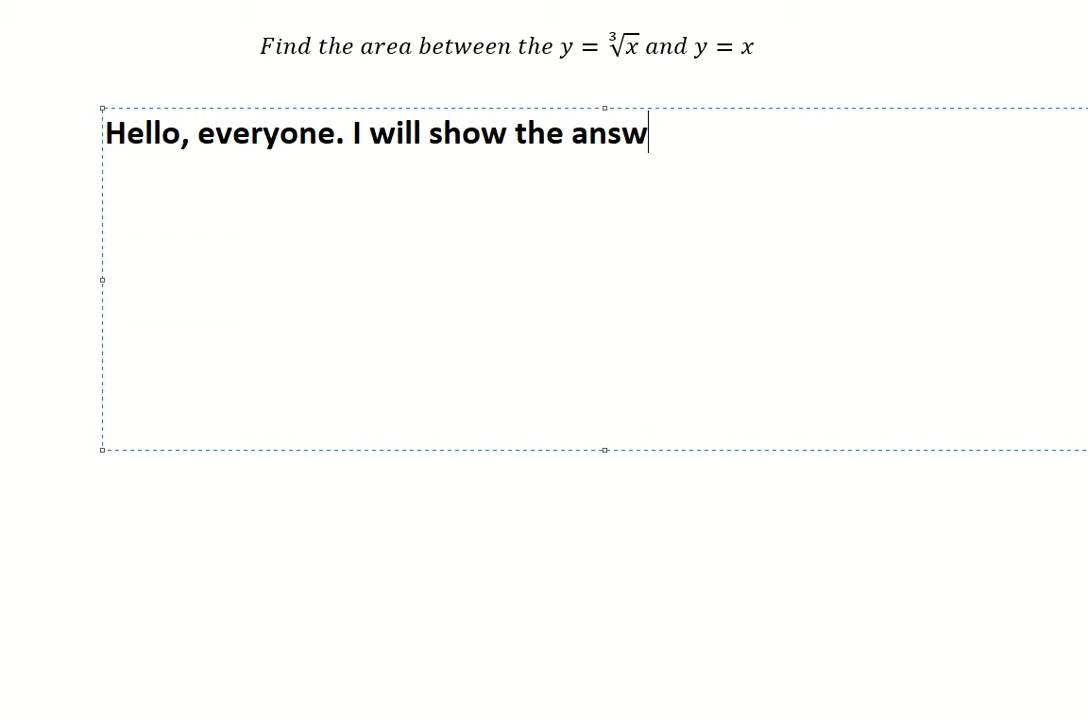 Find the area between the y = ∛x and y = x
Hello, everyone. I will show the answ